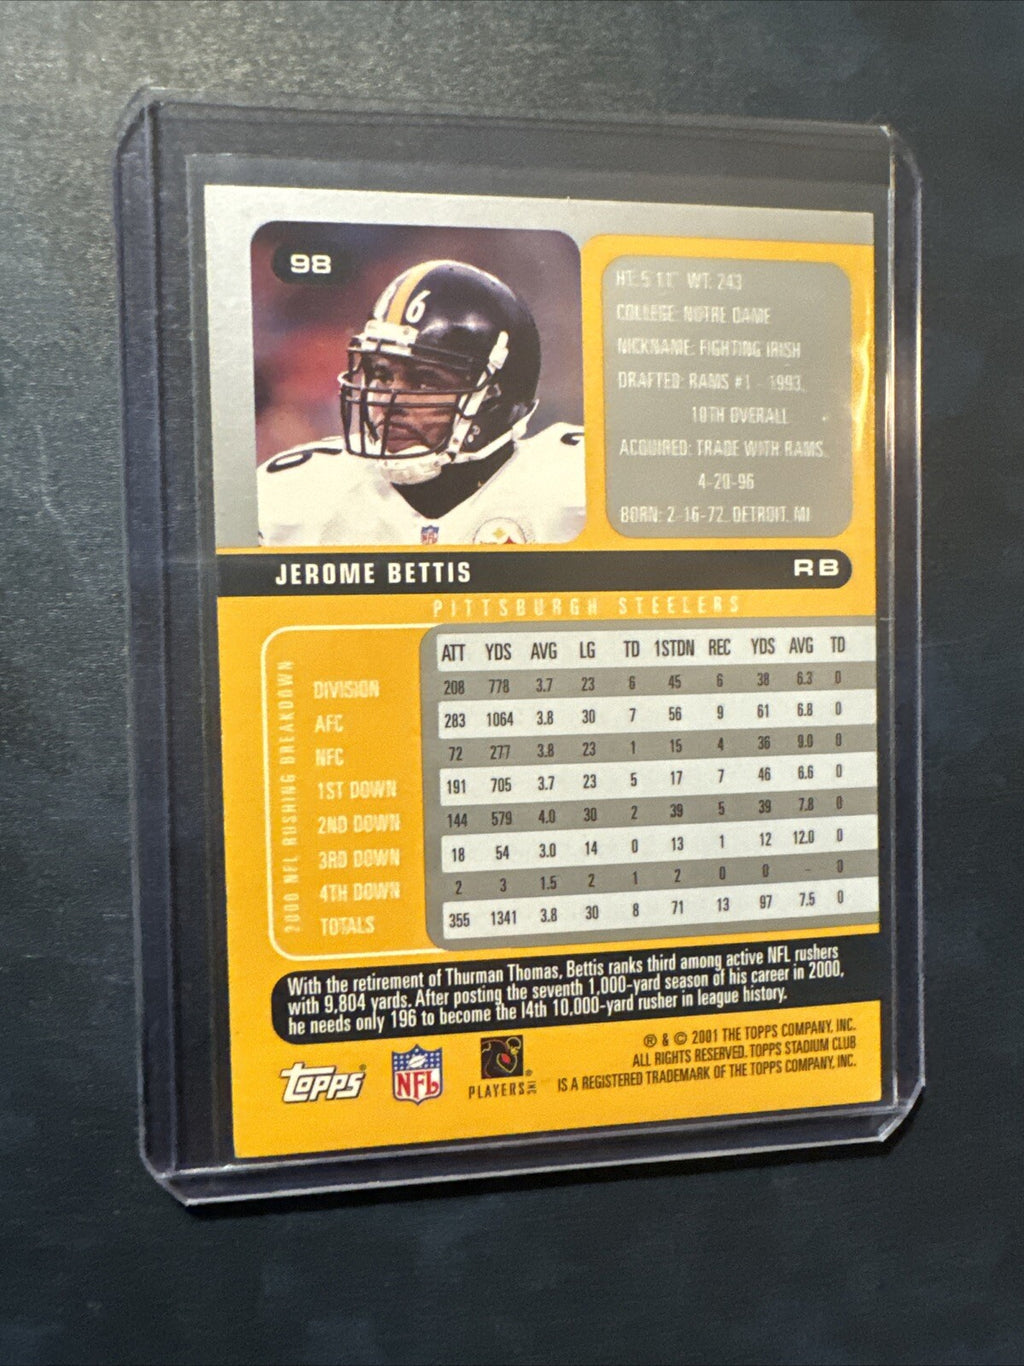 98
6
6
HT: 5'11" WT: 243
COLLEGE: NOTRE DAME
NICKNAME: FIGHTING IRISH
DRAFTED: RAMS #1 - 1993,
10TH OVERALL
ACQUIRED: TRADE WITH RAMS,
4-20-96
BORN: 2-16-72, DETROIT, MI
JEROME BETTIS RB
PITTSBURGH STEELERS
2000 NFL RUSHING BREAKDOWN
ATT YDS AVG LG TD 1STDN REC YDS AVG TD
DIVISION 208 778 3.7 23 6 45 6 38 6.3 0
AFC 283 1064 3.8 30 7 56 9 61 6.8 0
NFC 72 277 3.8 23 1 15 4 36 9.0 0
1ST DOWN 191 705 3.7 23 5 17 7 46 6.6 0
2ND DOWN 144 579 4.0 30 2 39 5 39 7.8 0
3RD DOWN 18 54 3.0 14 0 13 1 12 12.0 0
4TH DOWN 2 3 1.5 2 1 2 0 0 - 0
TOTALS 355 1341 3.8 30 8 71 13 97 7.5 0
With the retirement of Thurman Thomas, Bettis ranks third among active NFL rushers
with 9,804 yards. After posting the seventh 1,000-yard season of his career in 2000,
he needs only 196 to become the 14th 10,000-yard rusher in league history.
Topps®
NFL
PLAYERS INC
® & © 2001 THE TOPPS COMPANY, INC.
ALL RIGHTS RESERVED. TOPPS STADIUM CLUB
IS A REGISTERED TRADEMARK OF THE TOPPS COMPANY, INC.